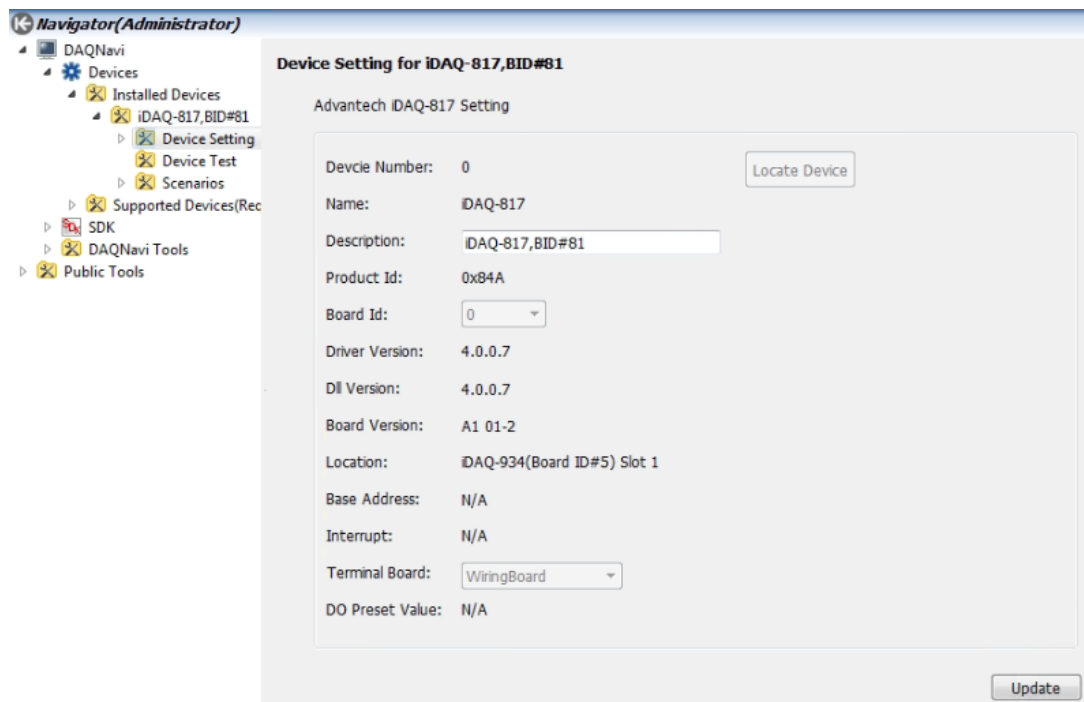 Navigator(Administrator)
DAQNavi
Devices
Installed Devices
iDAQ-817,BID#81
Device Setting
Device Test
Scenarios
Supported Devices(Rec
SDK
DAQNavi Tools
Public Tools
Device Setting for iDAQ-817,BID#81
Advantech iDAQ-817 Setting
Devcie Number: 0 Locate Device
Name: iDAQ-817
Description: iDAQ-817,BID#81
Product Id: 0x84A
Board Id: 0
Driver Version: 4.0.0.7
Dll Version: 4.0.0.7
Board Version: A1 01-2
Location: iDAQ-934(Board ID#5) Slot 1
Base Address: N/A
Interrupt: N/A
Terminal Board: WiringBoard
DO Preset Value: N/A
Update